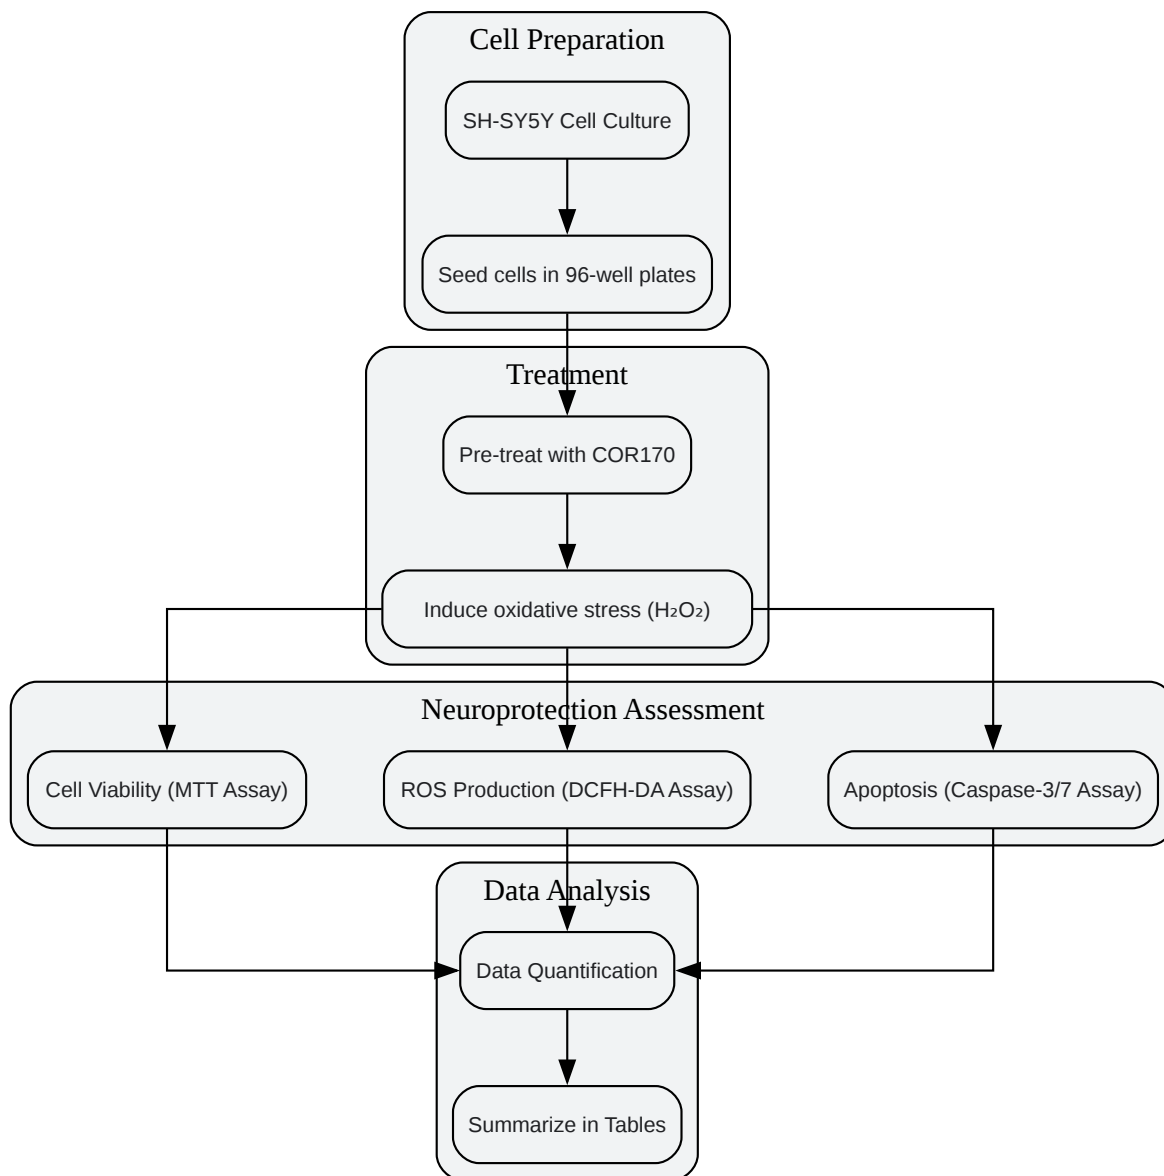 Cell Preparation
SH-SY5Y Cell Culture
Seed cells in 96-well plates
Treatment
Pre-treat with COR170
Induce oxidative stress (H₂O₂)
Neuroprotection Assessment
Cell Viability (MTT Assay)
ROS Production (DCFH-DA Assay)
Apoptosis (Caspase-3/7 Assay)
Data Analysis
Data Quantification
Summarize in Tables